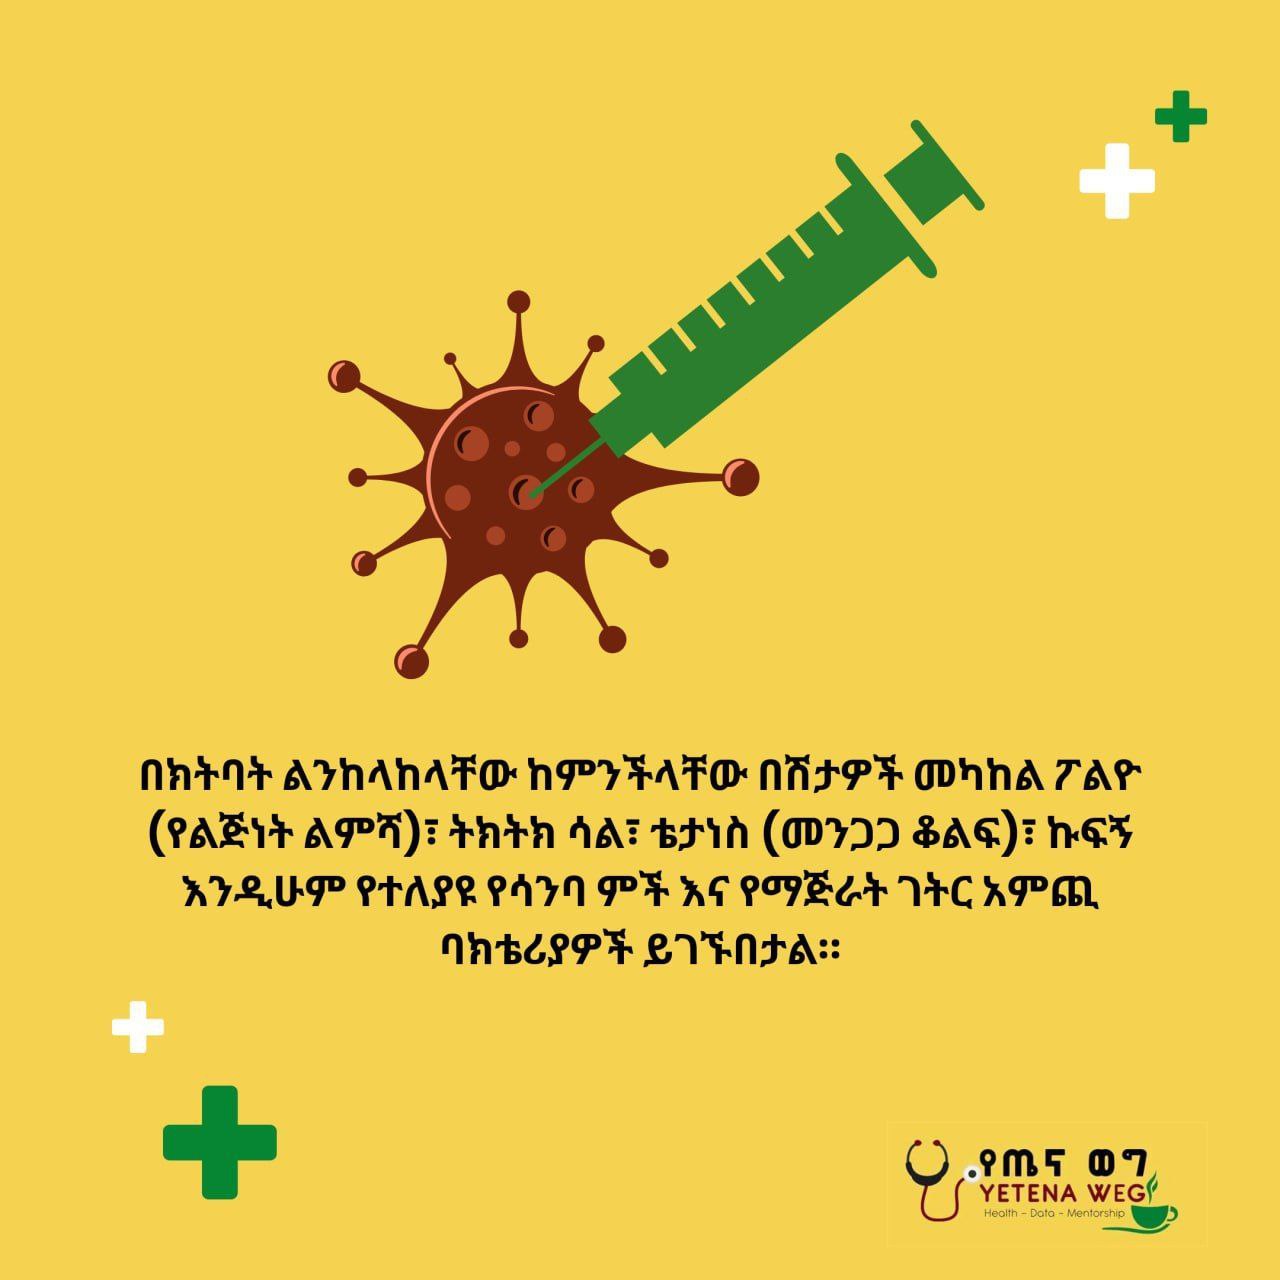 በክትባት ልንከላከላቸው ከምንችላቸው በሽታዎች መካከል ፖልዮ
(የልጅነት ልምሻ)፣ ትክትክ ሳል፣ ቴታነስ (መንጋጋ ቆልፍ)፣ ኩፍኝ
እንዲሁም የተለያዩ የሳንባ ምች እና የማጅራት ገትር አምጪ
ባክቴሪያዎች ይገኙበታል።
የጤና ወግ
YETENA WEG
Health - Data - Mentorship